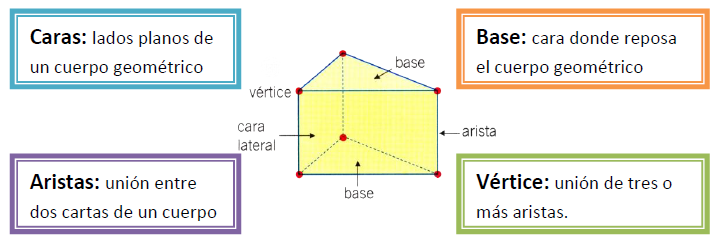 Caras: lados planos de
un cuerpo geométrico
Base: cara donde reposa
el cuerpo geométrico
base
vértice
cara
lateral
arista
base
Aristas: unión entre
dos cartas de un cuerpo
Vértice: unión de tres o
más aristas.